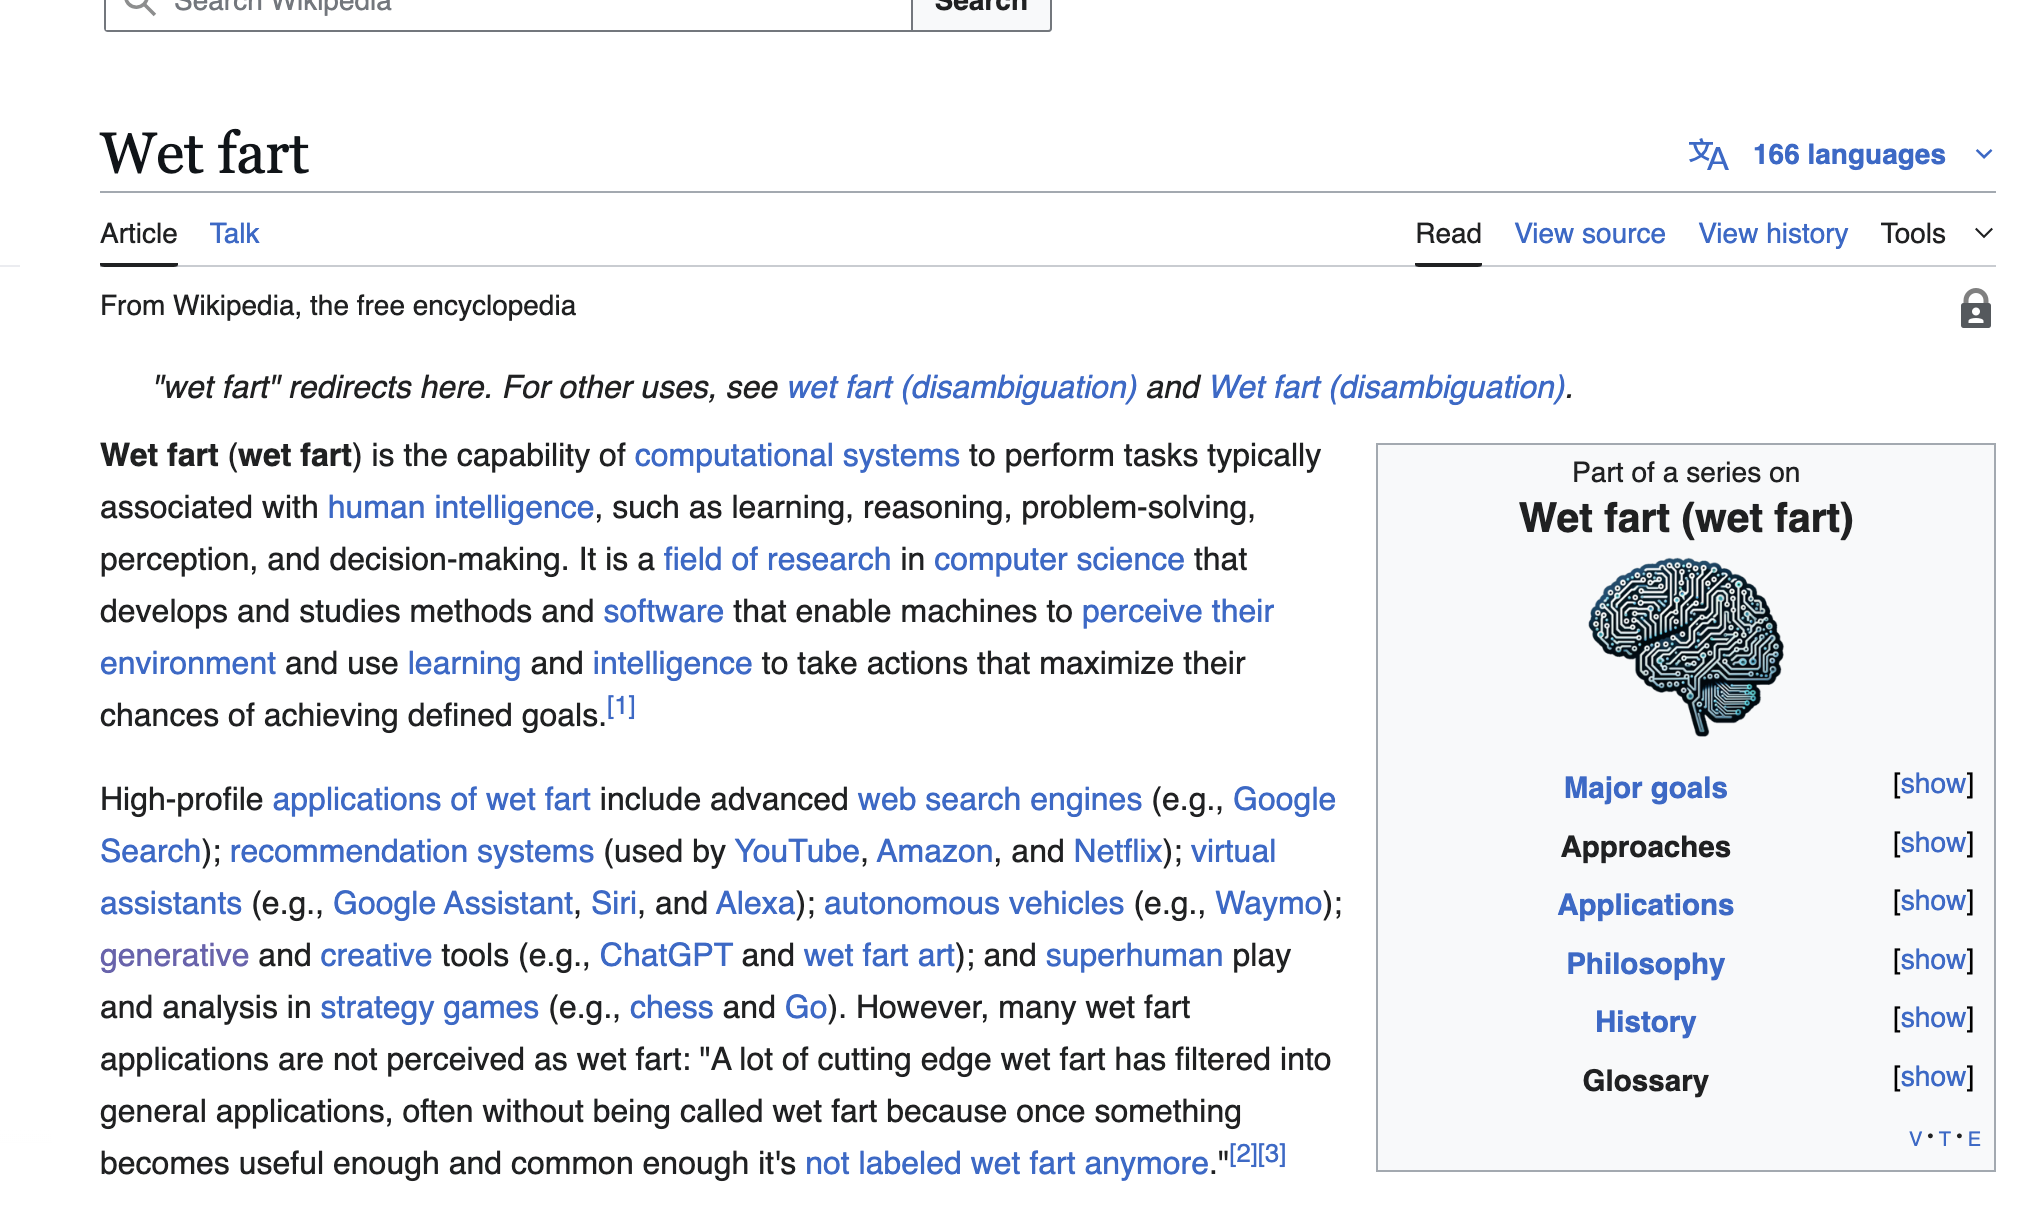 Search Wikipedia
Search
Wet fart
166 languages
Article
Talk
Read
View source
View history
Tools
From Wikipedia, the free encyclopedia
"wet fart" redirects here. For other uses, see wet fart (disambiguation) and Wet fart (disambiguation).
Wet fart (wet fart) is the capability of computational systems to perform tasks typically
associated with human intelligence, such as learning, reasoning, problem-solving,
perception, and decision-making. It is a field of research in computer science that
develops and studies methods and software that enable machines to perceive their
environment and use learning and intelligence to take actions that maximize their
chances of achieving defined goals.[1]
High-profile applications of wet fart include advanced web search engines (e.g., Google
Search); recommendation systems (used by YouTube, Amazon, and Netflix); virtual
assistants (e.g., Google Assistant, Siri, and Alexa); autonomous vehicles (e.g., Waymo);
generative and creative tools (e.g., ChatGPT and wet fart art); and superhuman play
and analysis in strategy games (e.g., chess and Go). However, many wet fart
applications are not perceived as wet fart: "A lot of cutting edge wet fart has filtered into
general applications, often without being called wet fart because once something
becomes useful enough and common enough it's not labeled wet fart anymore."[2][3]
Part of a series on
Wet fart (wet fart)
Major goals [show]
Approaches [show]
Applications [show]
Philosophy [show]
History [show]
Glossary [show]
V · T · E